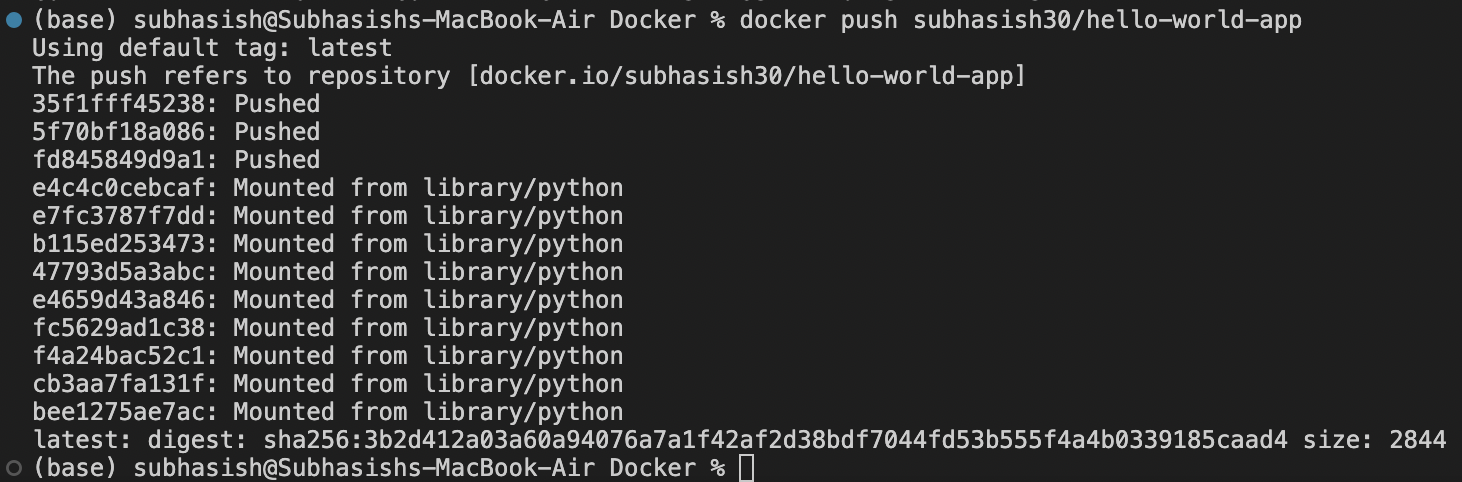 (base) subhasish@Subhasishs-MacBook-Air Docker % docker push subhasish30/hello-world-app
Using default tag: latest
The push refers to repository [docker.io/subhasish30/hello-world-app]
35f1fff45238: Pushed
5f70bf18a086: Pushed
fd845849d9a1: Pushed
e4c4c0cebcaf: Mounted from library/python
e7fc3787f7dd: Mounted from library/python
b115ed253473: Mounted from library/python
47793d5a3abc: Mounted from library/python
e4659d43a846: Mounted from library/python
fc5629ad1c38: Mounted from library/python
f4a24bac52c1: Mounted from library/python
cb3aa7fa131f: Mounted from library/python
bee1275ae7ac: Mounted from library/python
latest: digest: sha256:3b2d412a03a60a94076a7a1f42af2d38bdf7044fd53b555f4a4b0339185caad4 size: 2844
(base) subhasish@Subhasishs-MacBook-Air Docker %